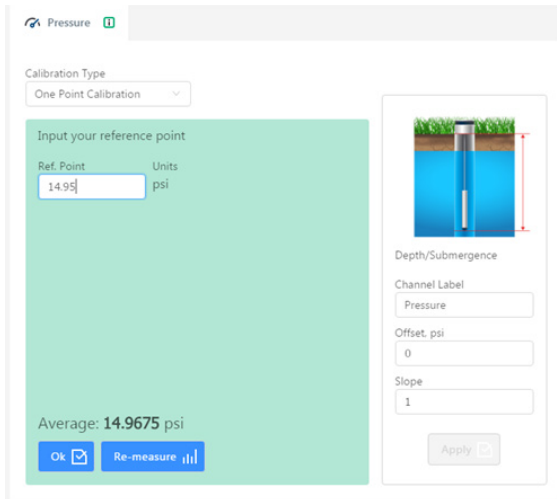 Pressure
Calibration Type
One Point Calibration
Input your reference point
Ref. Point Units
14.95 psi
Average: 14.9675 psi
Ok Re-measure
Depth/Submergence
Channel Label
Pressure
Offset, psi
0
Slope
1
Apply